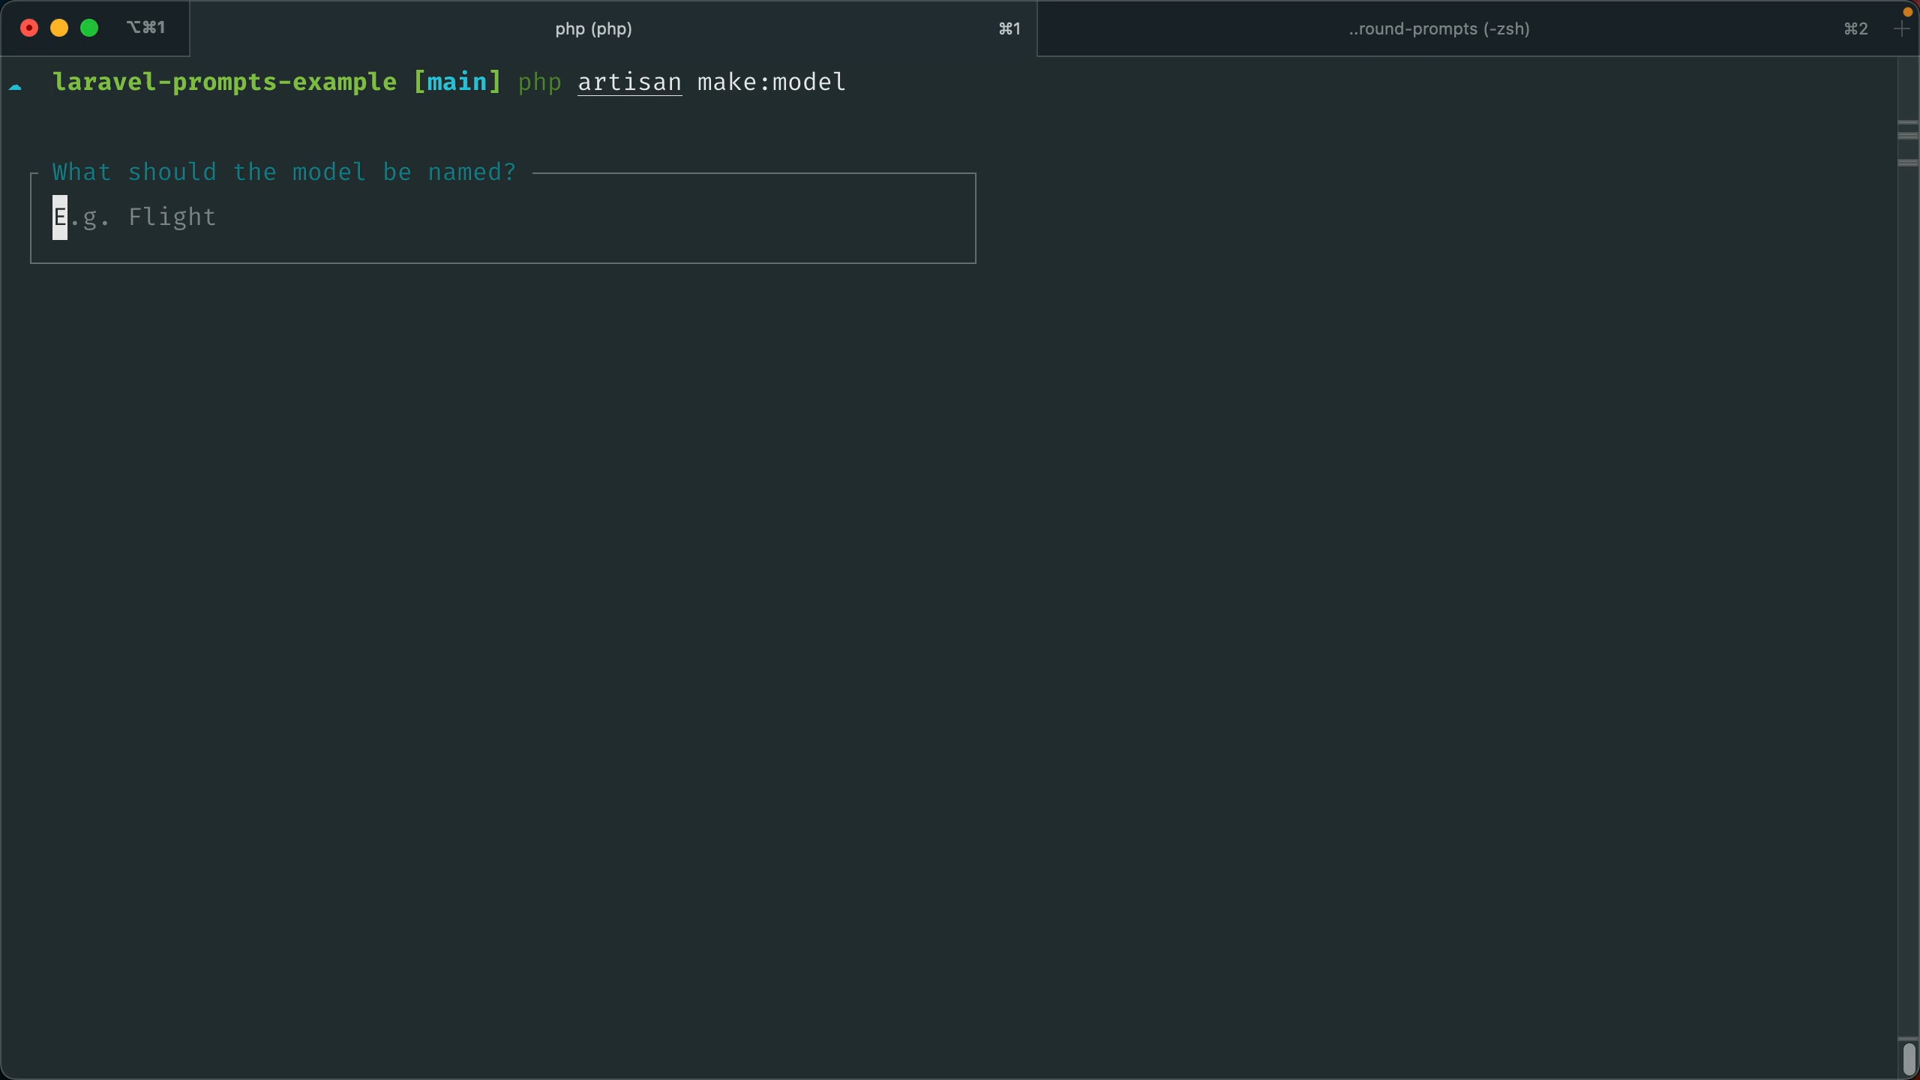 ⌥⌘1 php (php) ⌘1 ..round-prompts (-zsh) ⌘2 +
laravel-prompts-example [main] php artisan make:model
What should the model be named?
E.g. Flight